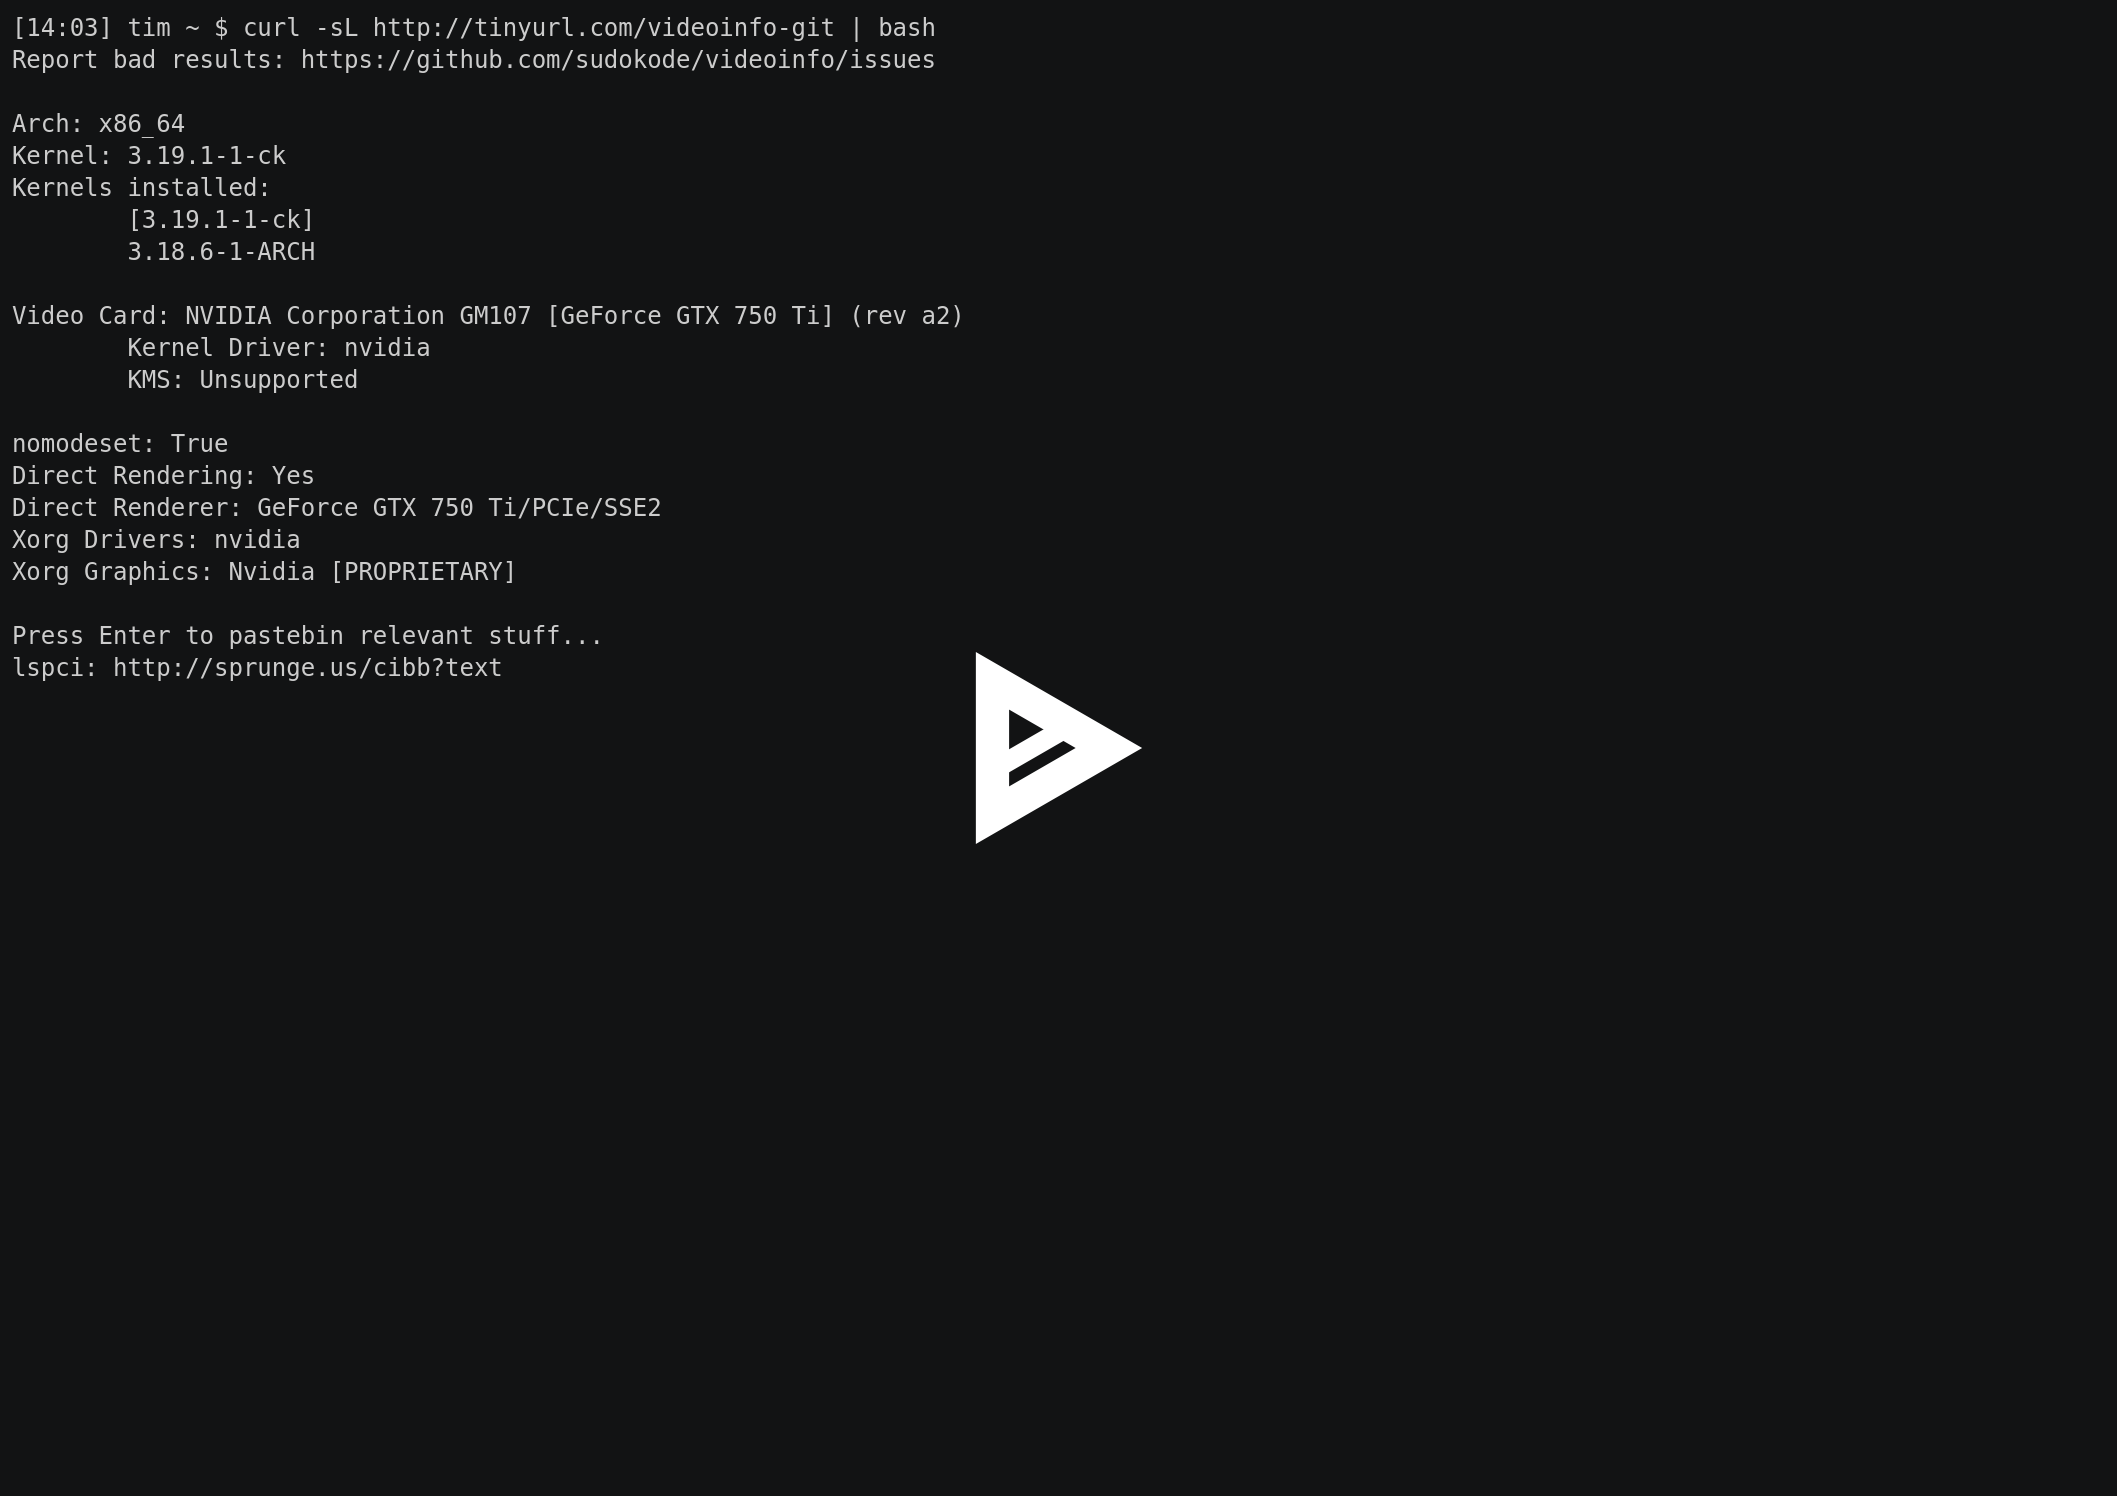 [14:03] tim ~ $ curl -sL http://tinyurl.com/videoinfo-git | bash
Report bad results: https://github.com/sudokode/videoinfo/issues
Arch: x86_64
Kernel: 3.19.1-1-ck
Kernels installed:
[3.19.1-1-ck]
3.18.6-1-ARCH
Video Card: NVIDIA Corporation GM107 [GeForce GTX 750 Ti] (rev a2)
Kernel Driver: nvidia
KMS: Unsupported
nomodeset: True
Direct Rendering: Yes
Direct Renderer: GeForce GTX 750 Ti/PCIe/SSE2
Xorg Drivers: nvidia
Xorg Graphics: Nvidia [PROPRIETARY]
Press Enter to pastebin relevant stuff...
lspci: http://sprunge.us/cibb?text